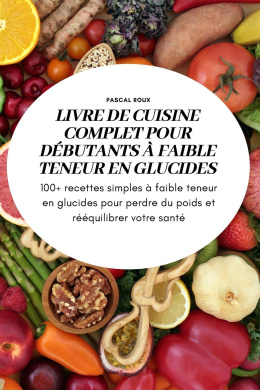 PASCAL ROUX
LIVRE DE CUISINE
COMPLET POUR
DÉBUTANTS À FAIBLE
TENEUR EN GLUCIDES
100+ recettes simples à faible teneur
en glucides pour perdre du poids et
rééquilibrer votre santé